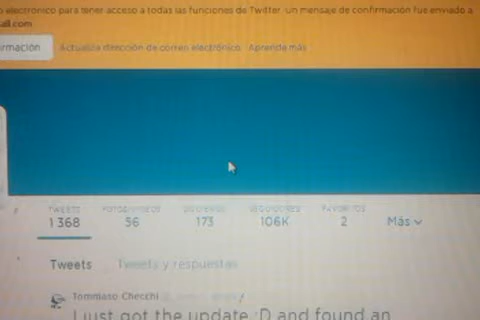 o electrónico para tener acceso a todas las funciones de Twitter. un mensaje de confirmación fue enviado a
ail.com
rmación Actualiza dirección de correo electrónico. Aprende más
TWEETS FOTOS/VIDEOS SIGUIENDO SEGUIDORES FAVORITOS
1 368 56 173 106K 2 Más
Tweets Tweets y respuestas
Tommaso Checchi
I just got the update :D and found an